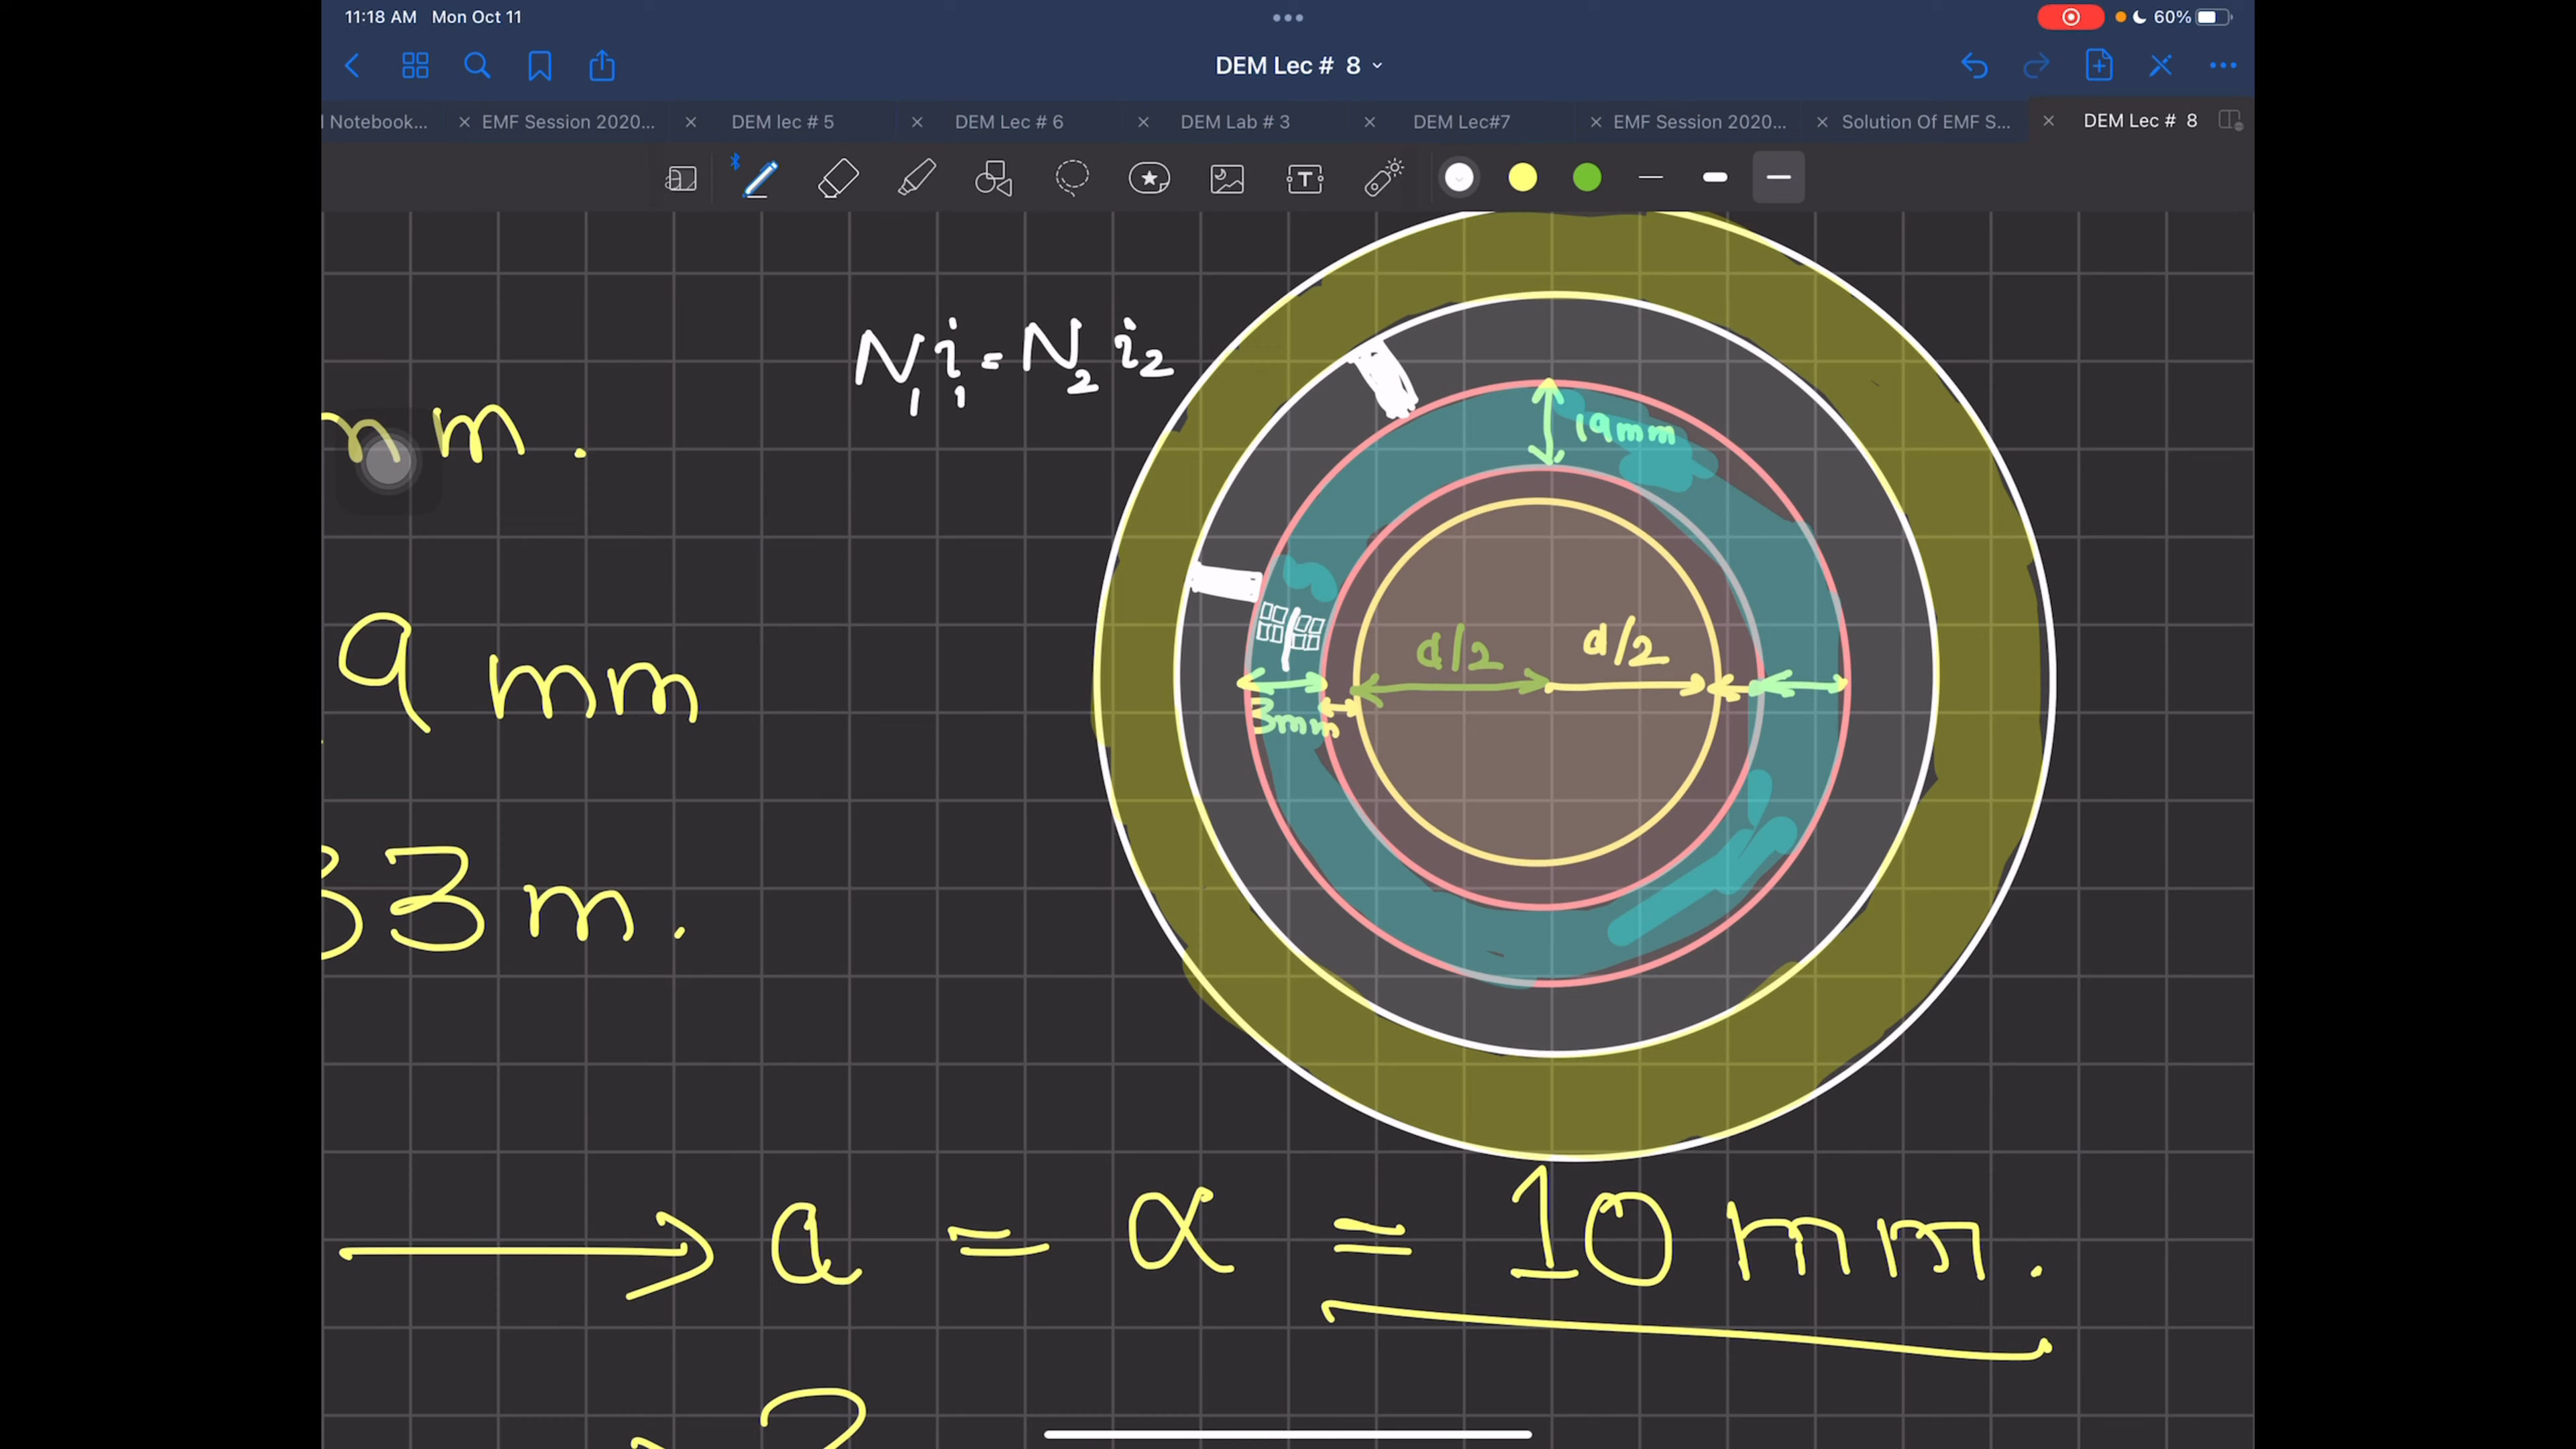 11:18 AM Mon Oct 11
60%
DEM Lec # 8
l Notebook... EMF Session 2020... DEM lec # 5 DEM Lec # 6 DEM Lab # 3 DEM Lec#7 EMF Session 2020... Solution Of EMF S... DEM Lec # 8
N₁i₁ = N₂i₂
mm.
19mm
9 mm
d/2 d/2
3mm
33m.
a = α = 10mm.